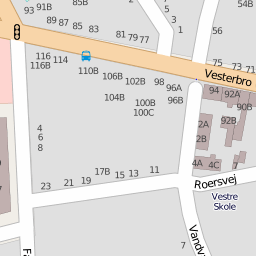 93 91B
89 87 85 83
81 79 77
5
3
1
56
75
73
71
116 114
116B
110B
106B
102B 98
96A
96B
104B
100B
100C
Vesterbro
94 92A
90B
92B
2A
2B
4
6
8
4A 4C
17B 15 13 11
23 21 19
Roersvej
Vestre
Skole
7